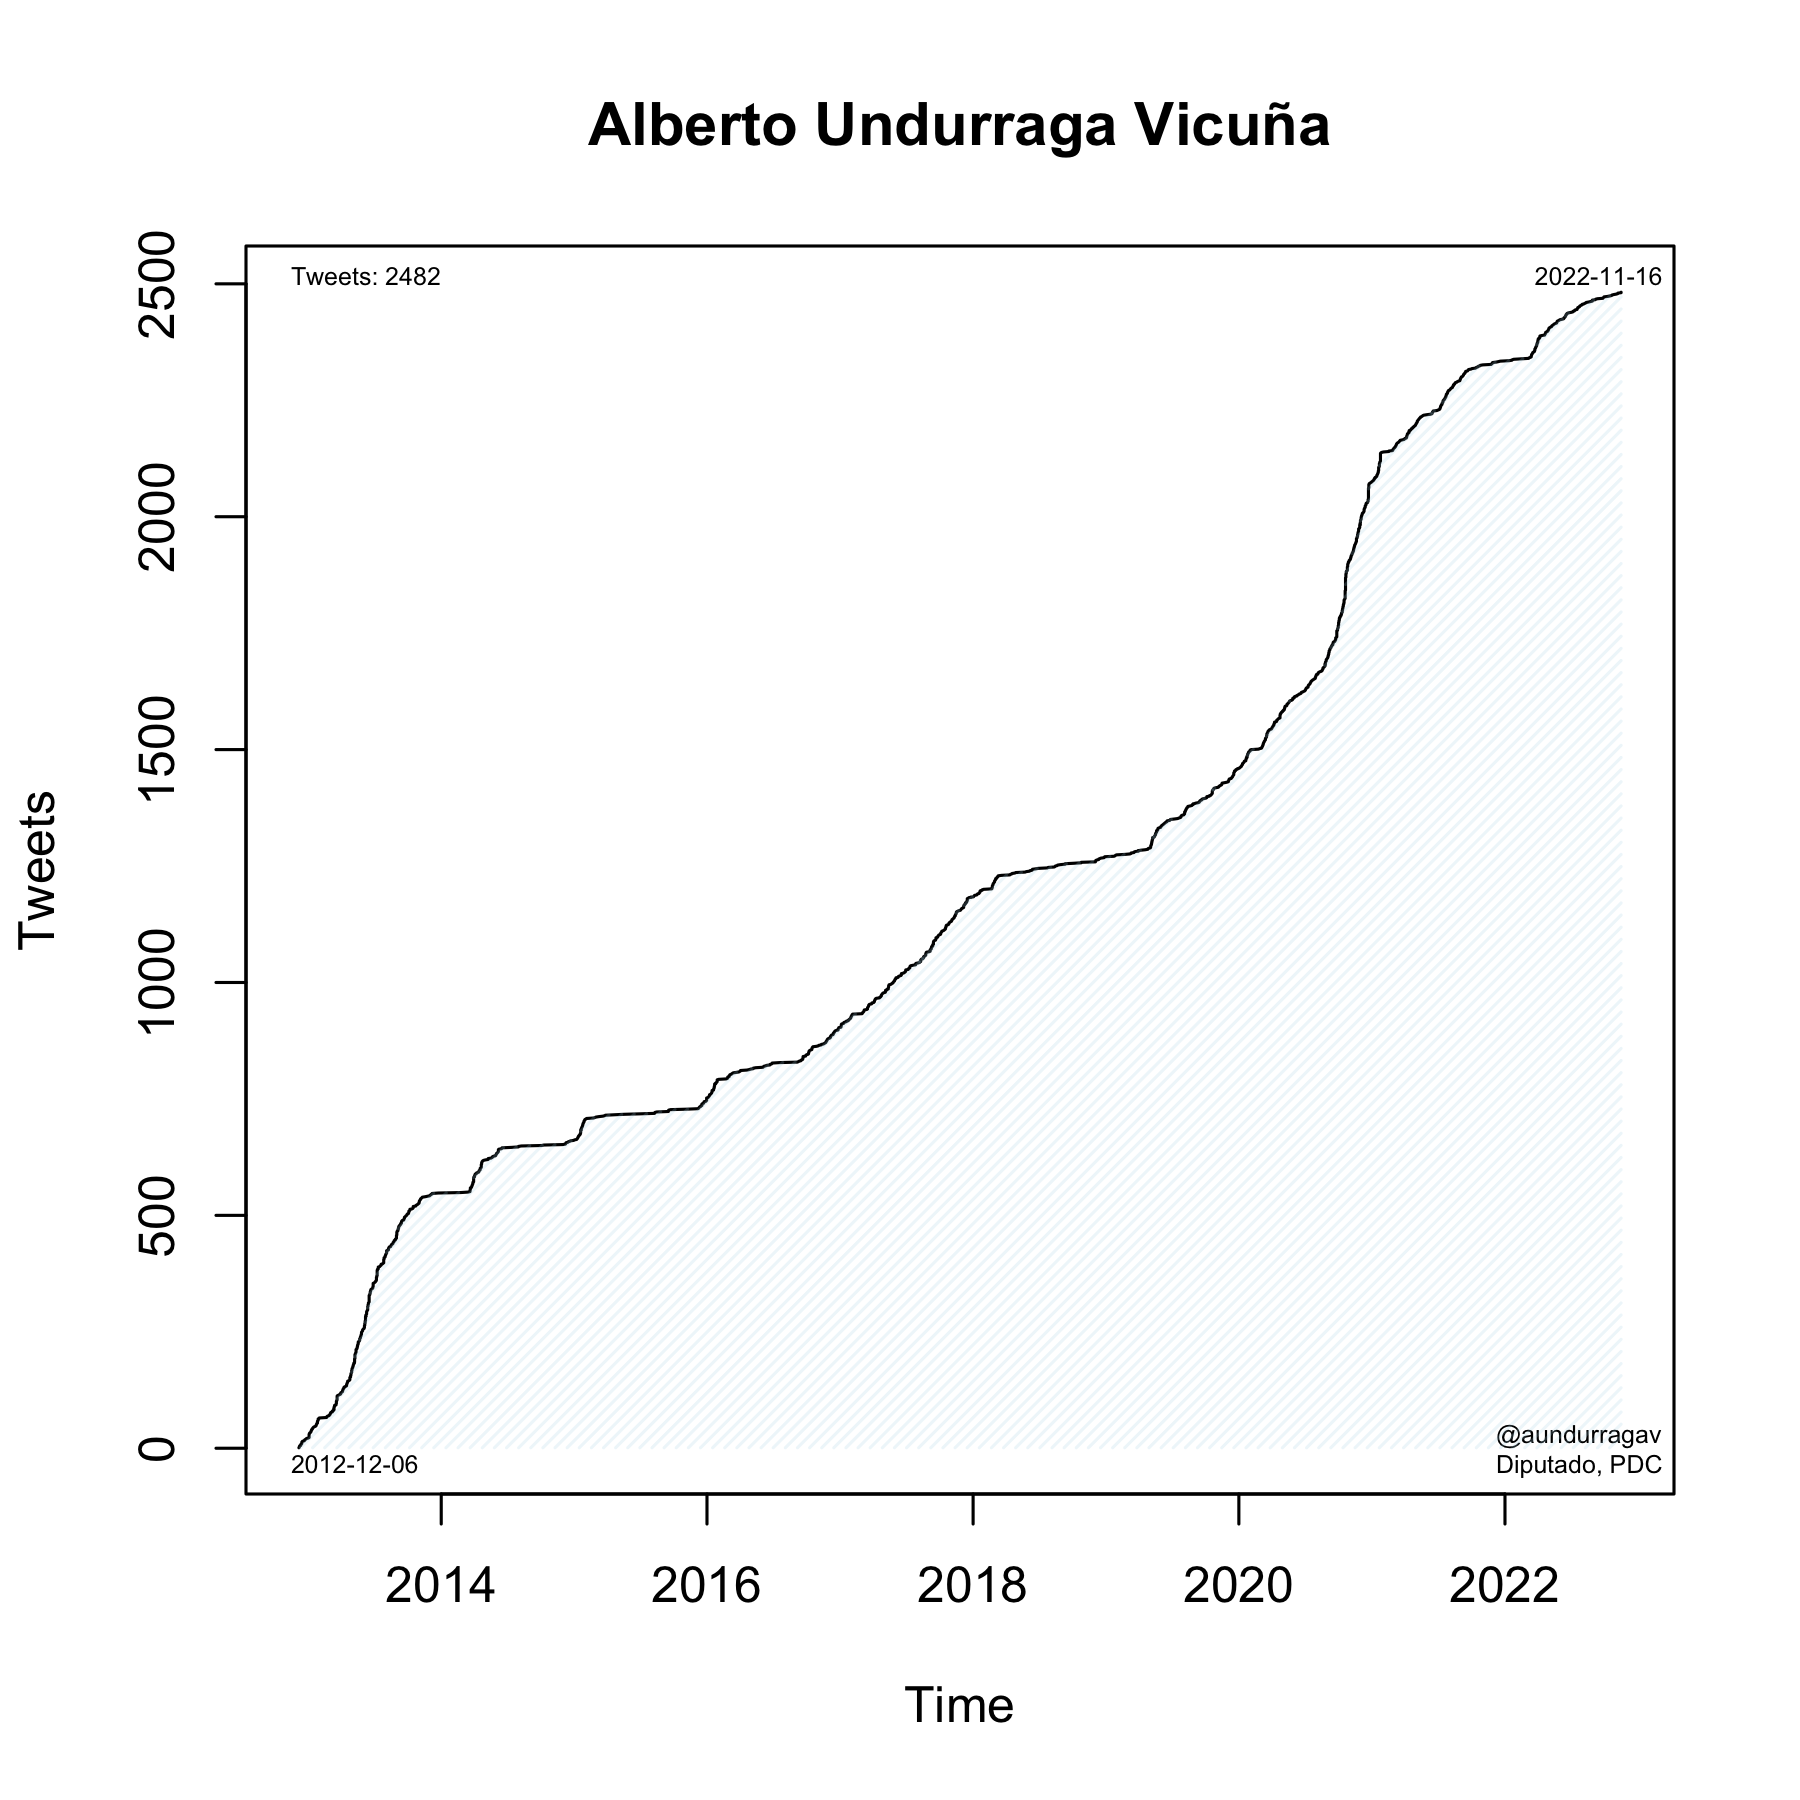 Alberto Undurraga Vicuña
Tweets: 2482
2022-11-16
2500
2000
1500
1000
500
0
Tweets
2012-12-06
@aundurragav
Diputado, PDC
2014
2016
2018
2020
2022
Time